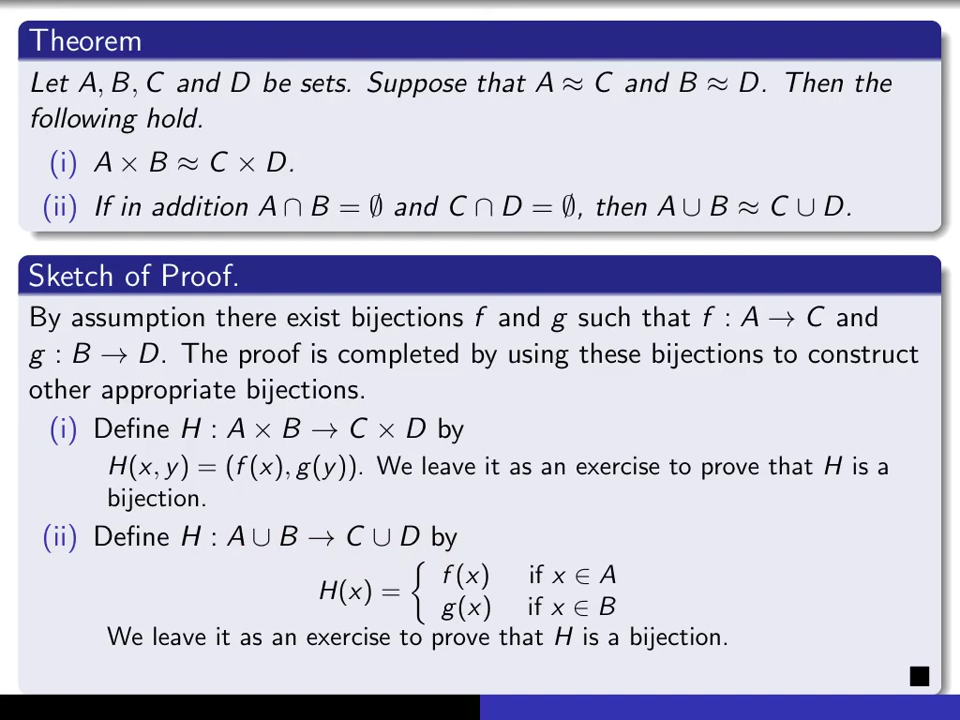 Theorem
Let A, B, C and D be sets. Suppose that A ≈ C and B ≈ D. Then the
following hold.
(i) A × B ≈ C × D.
(ii) If in addition A ∩ B = ∅ and C ∩ D = ∅, then A ∪ B ≈ C ∪ D.
Sketch of Proof.
By assumption there exist bijections f and g such that f : A → C and
g : B → D. The proof is completed by using these bijections to construct
other appropriate bijections.
(i) Define H : A × B → C × D by
H(x, y) = (f(x), g(y)). We leave it as an exercise to prove that H is a
bijection.
(ii) Define H : A ∪ B → C ∪ D by
H(x) = { f(x) if x ∈ A
g(x) if x ∈ B
We leave it as an exercise to prove that H is a bijection.